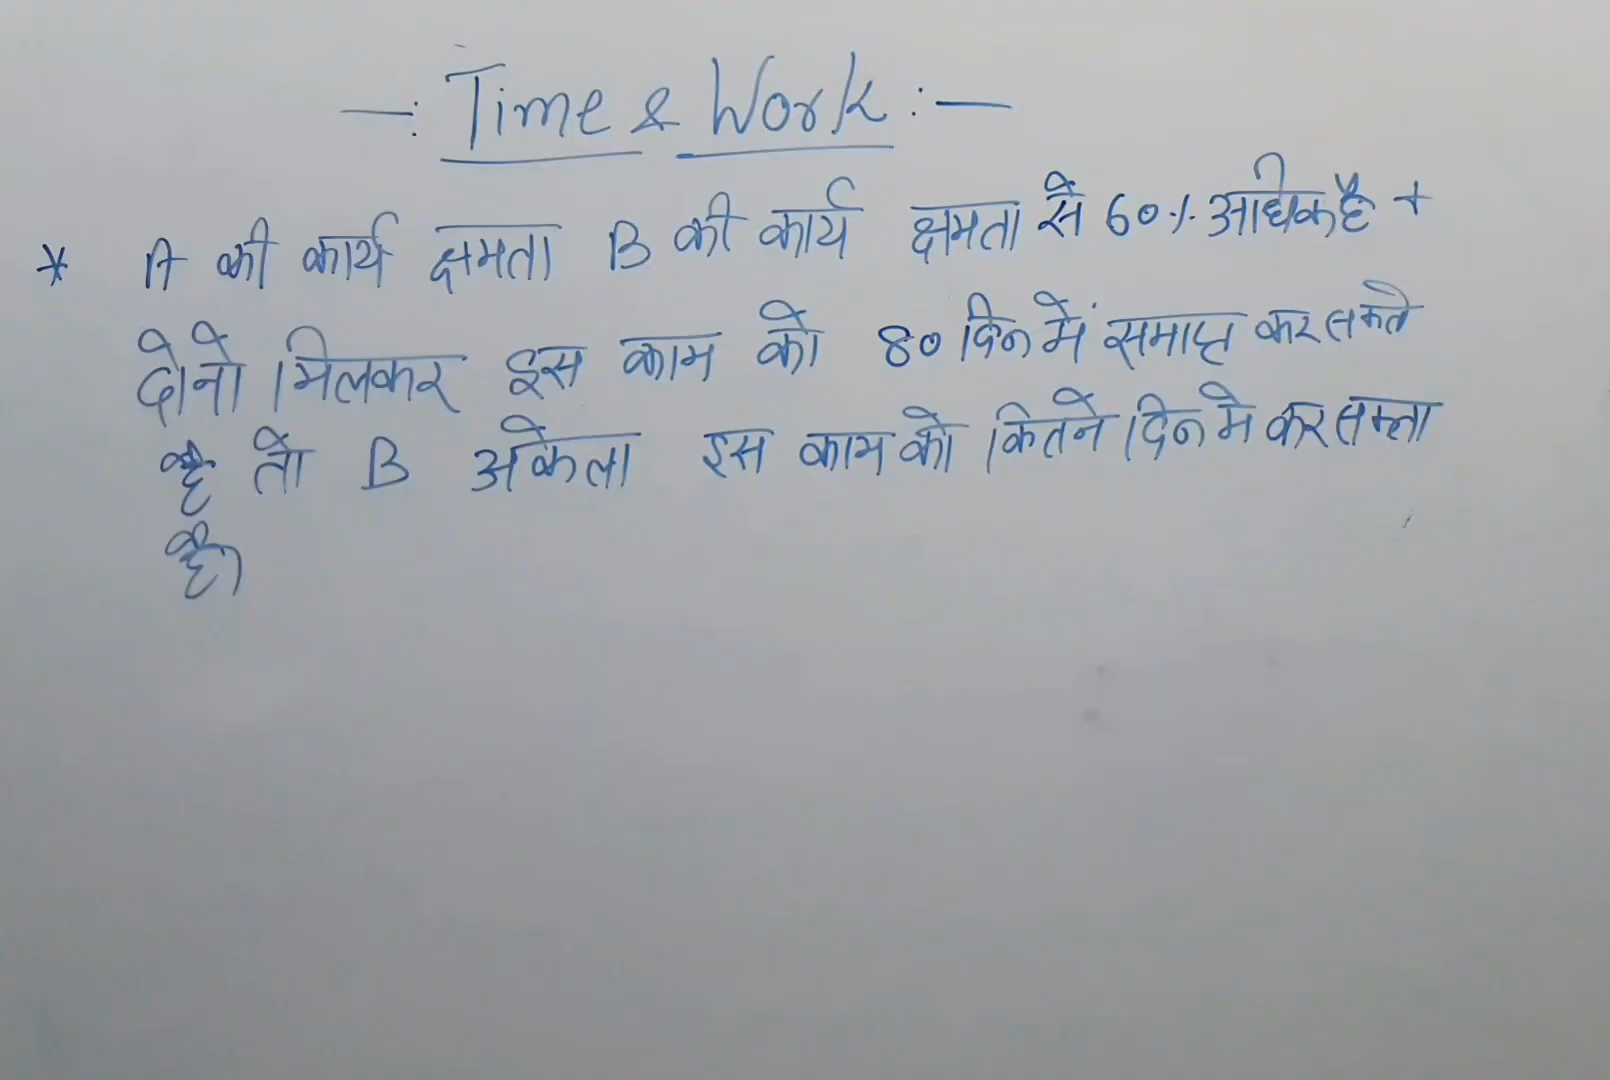 -: Time & Work :-
* A की कार्य क्षमता B की कार्य क्षमता से 60% अधिक है +
दोनो मिलकर इस काम को 80 दिन में समाप्त कर सकते
है तो B अकेला इस काम को कितने दिन मे कर सकता
है।